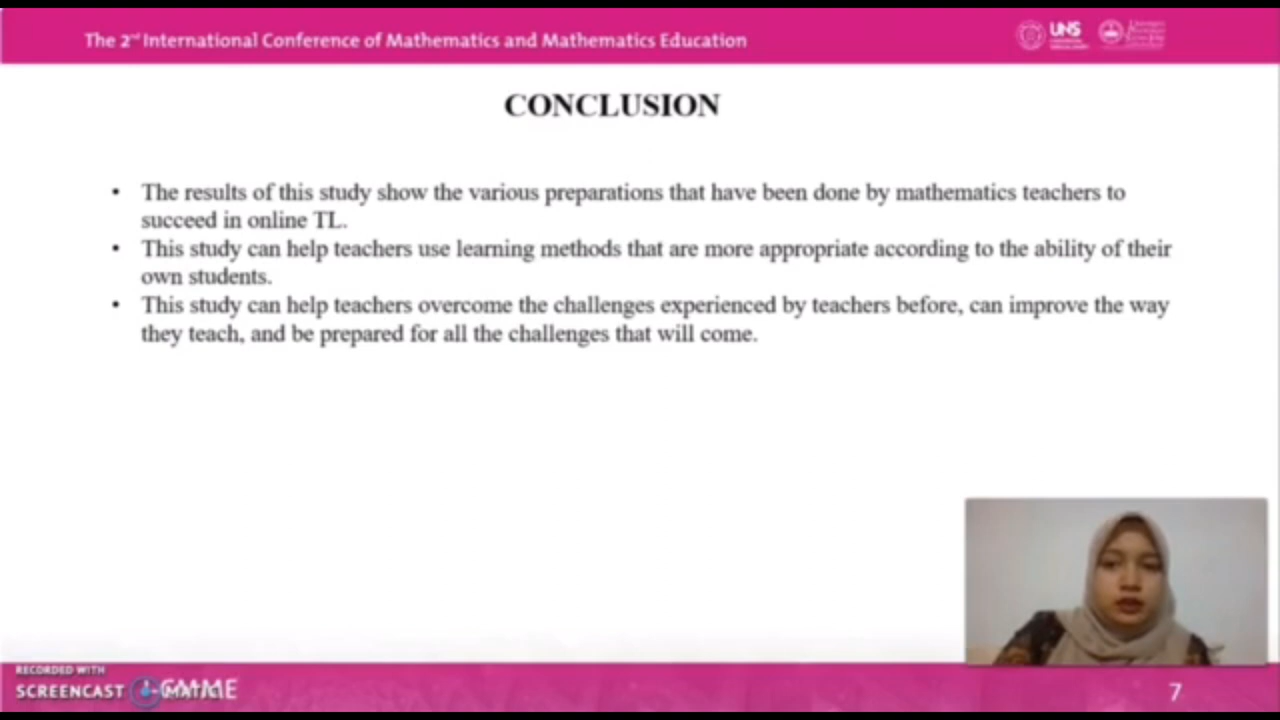 The 2nd International Conference of Mathematics and Mathematics Education
UNS
CONCLUSION
• The results of this study show the various preparations that have been done by mathematics teachers to
succeed in online TL.
• This study can help teachers use learning methods that are more appropriate according to the ability of their
own students.
• This study can help teachers overcome the challenges experienced by teachers before, can improve the way
they teach, and be prepared for all the challenges that will come.
RECORDED WITH
SCREENCAST
7